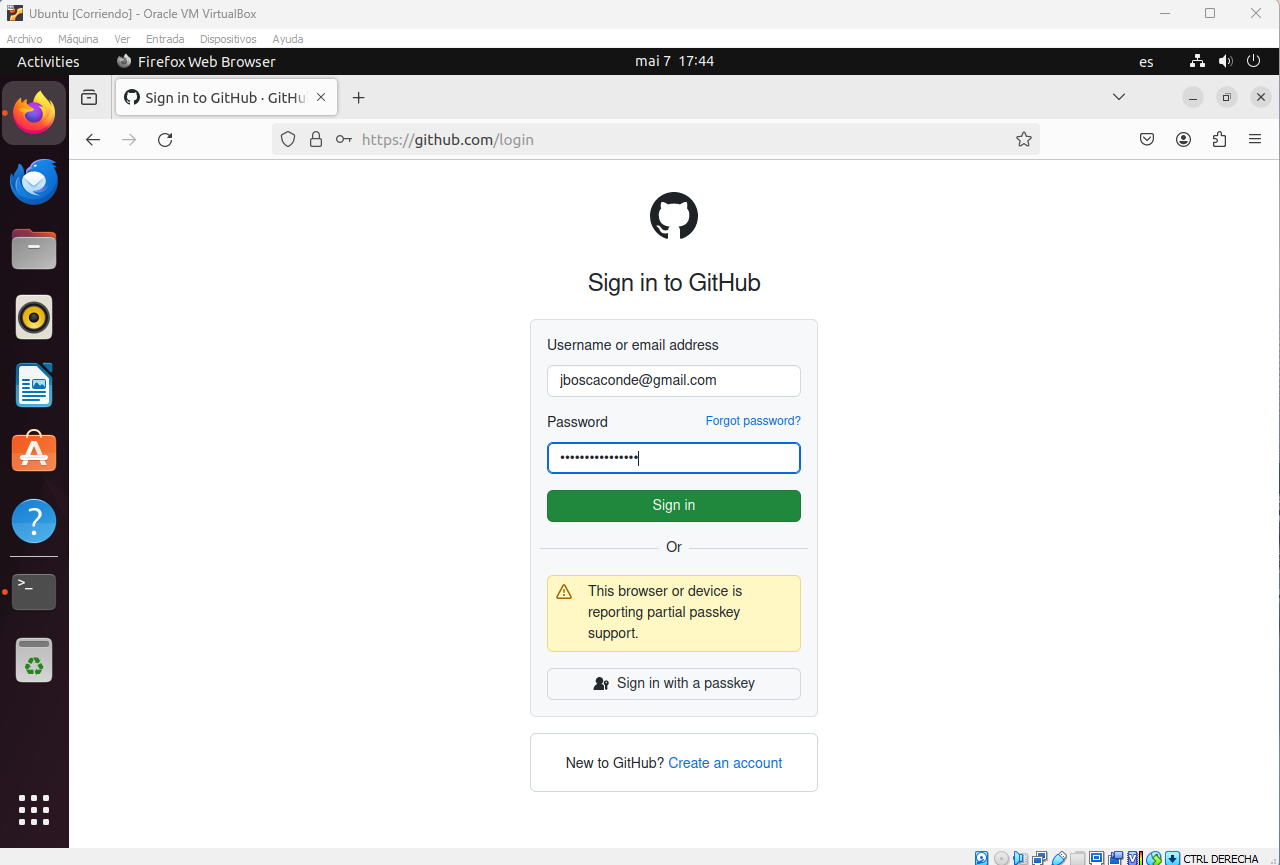 Ubuntu [Corriendo] - Oracle VM VirtualBox
Archivo Máquina Ver Entrada Dispositivos Ayuda
Activities Firefox Web Browser mai 7 17:44 es
Sign in to GitHub · GitHu
https://github.com/login
Sign in to GitHub
Username or email address
jboscaconde@gmail.com
Password Forgot password?
••••••••••••••••
Sign in
Or
This browser or device is
reporting partial passkey
support.
Sign in with a passkey
New to GitHub? Create an account
CTRL DERECHA